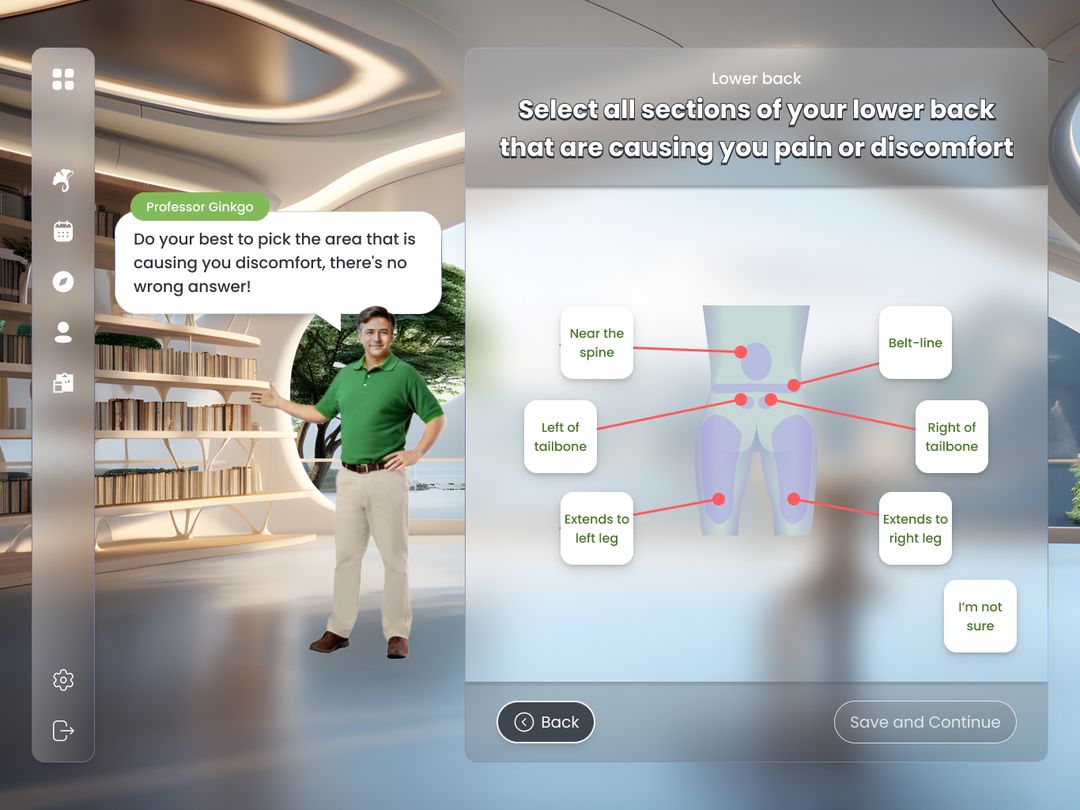 Lower back
Select all sections of your lower back
that are causing you pain or discomfort
Professor Ginkgo
Do your best to pick the area that is
causing you discomfort, there's no
wrong answer!
Near the
spine
Belt-line
Left of
tailbone
Right of
tailbone
Extends to
left leg
Extends to
right leg
I'm not
sure
Back
Save and Continue